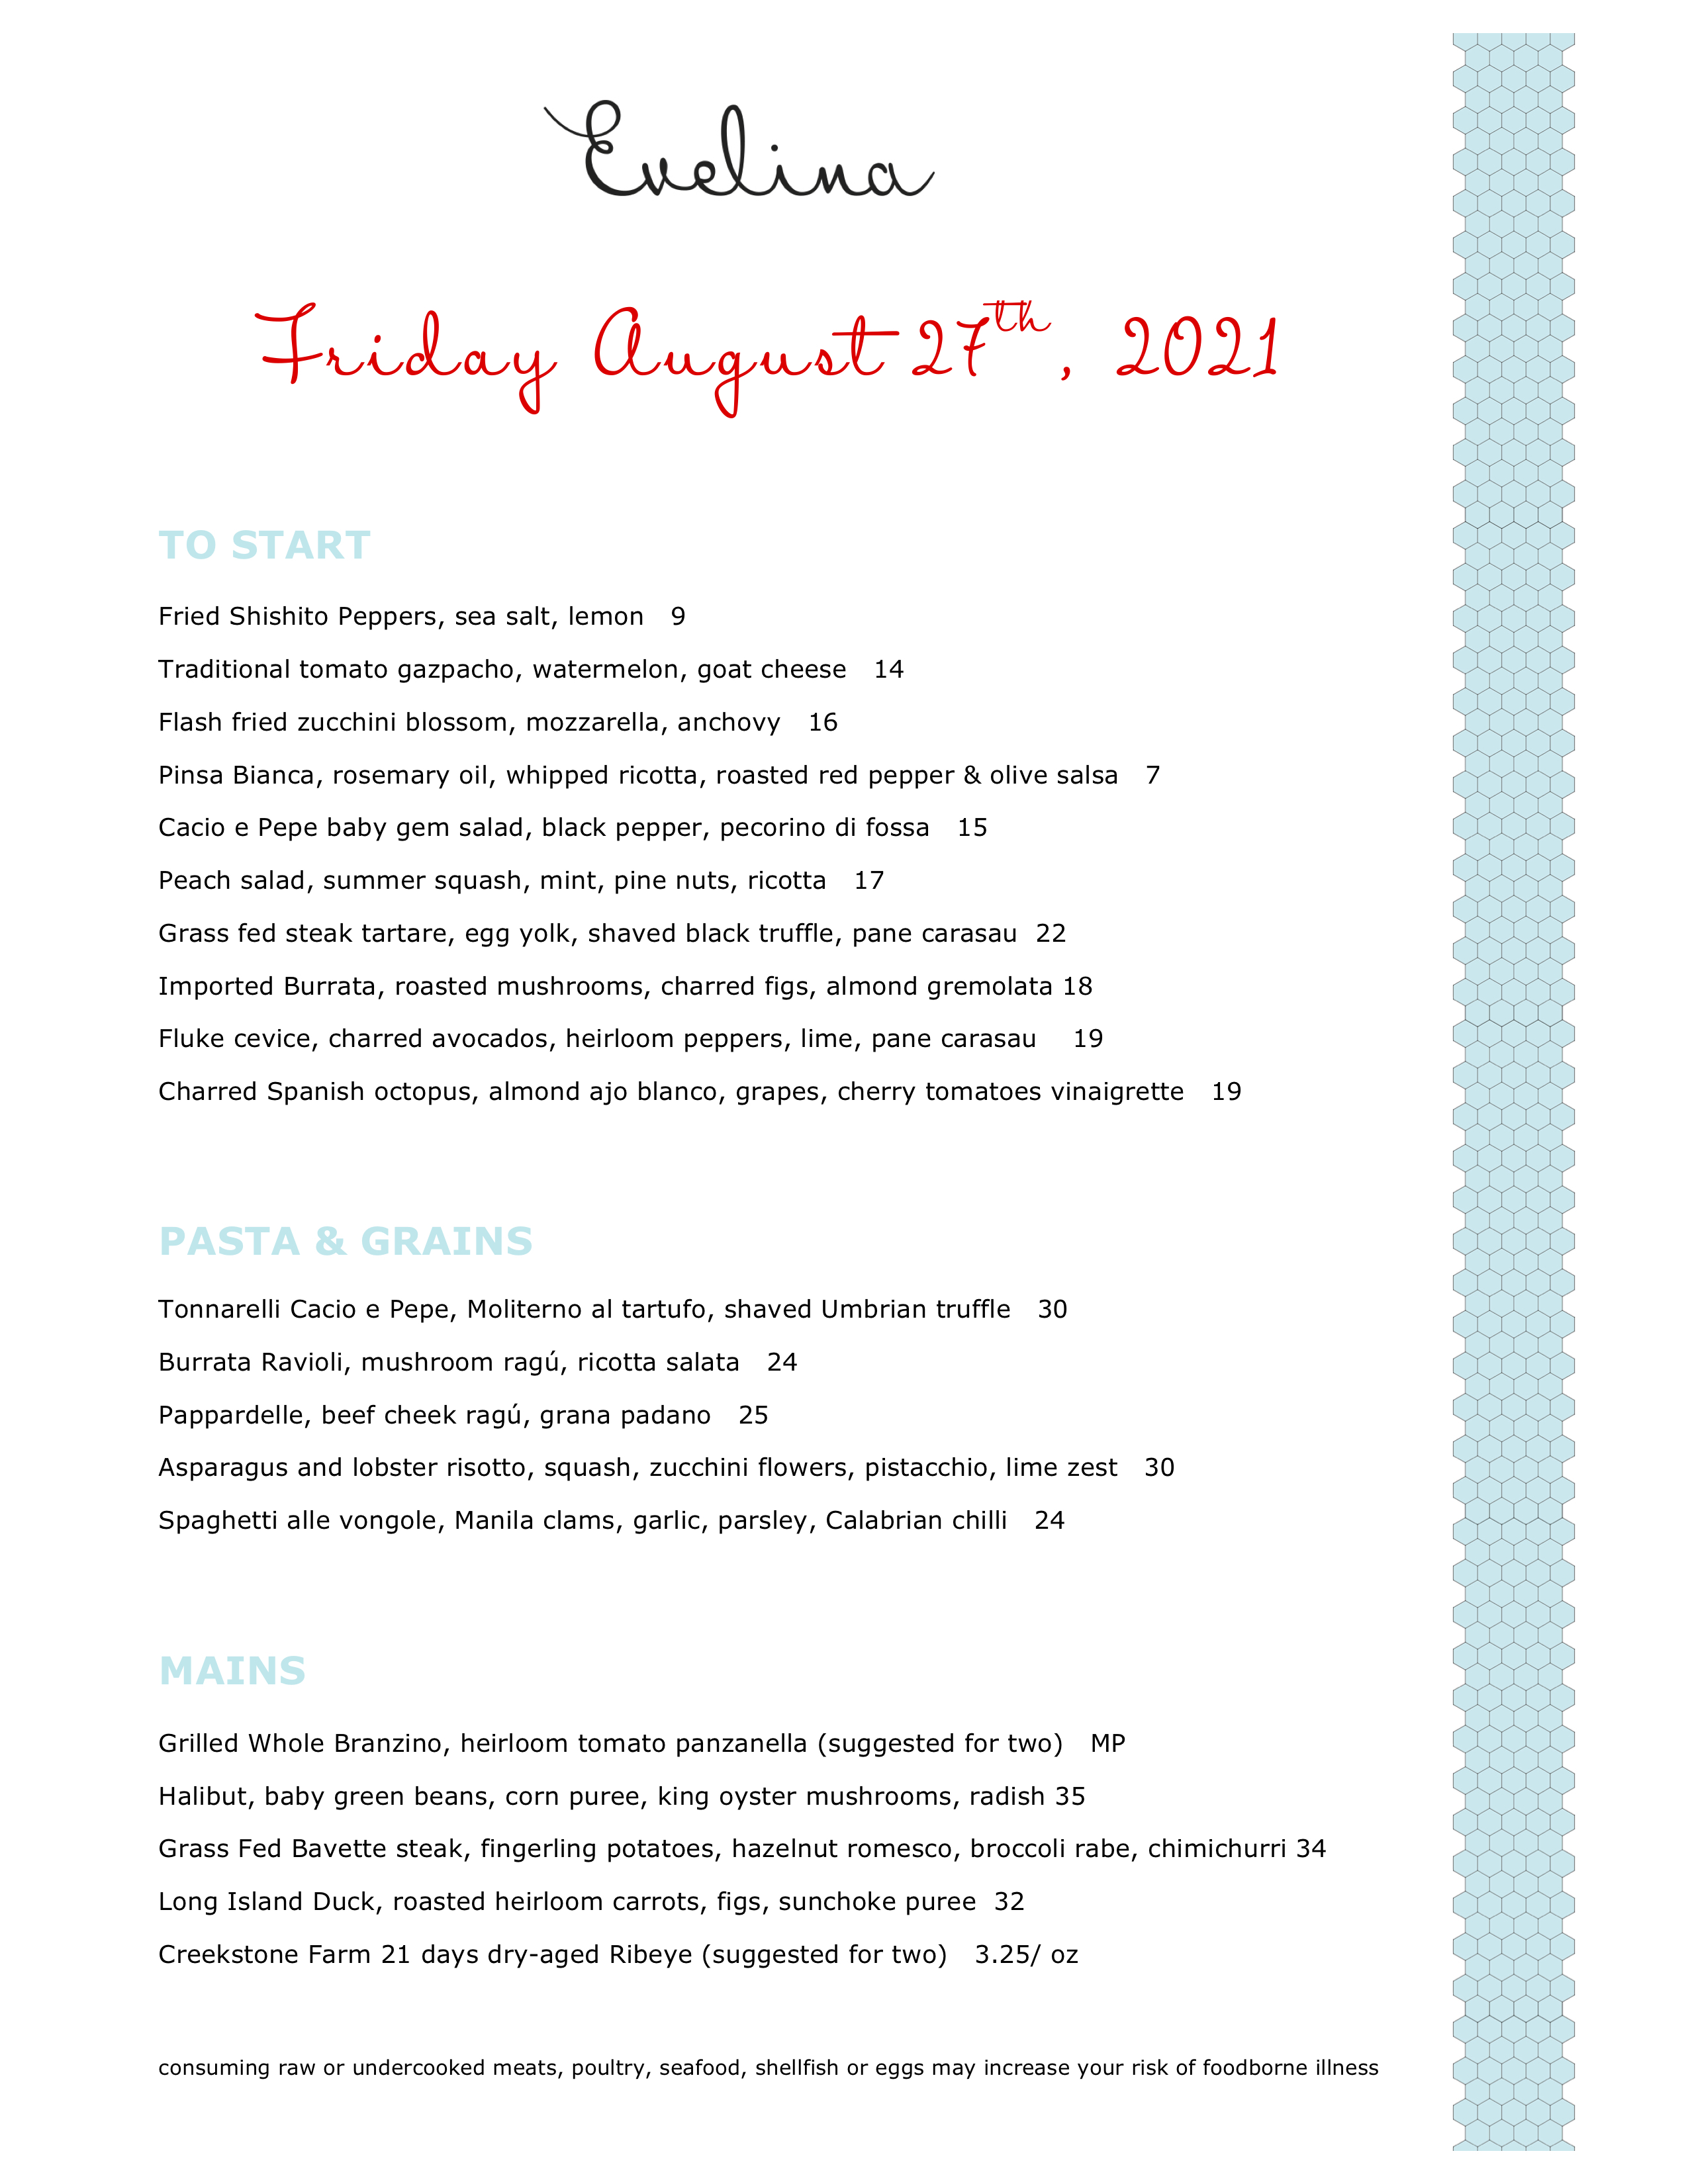 Evelina
Friday August 27th, 2021
TO START
Fried Shishito Peppers, sea salt, lemon 9
Traditional tomato gazpacho, watermelon, goat cheese 14
Flash fried zucchini blossom, mozzarella, anchovy 16
Pinsa Bianca, rosemary oil, whipped ricotta, roasted red pepper & olive salsa 7
Cacio e Pepe baby gem salad, black pepper, pecorino di fossa 15
Peach salad, summer squash, mint, pine nuts, ricotta 17
Grass fed steak tartare, egg yolk, shaved black truffle, pane carasau 22
Imported Burrata, roasted mushrooms, charred figs, almond gremolata 18
Fluke cevice, charred avocados, heirloom peppers, lime, pane carasau 19
Charred Spanish octopus, almond ajo blanco, grapes, cherry tomatoes vinaigrette 19
PASTA & GRAINS
Tonnarelli Cacio e Pepe, Moliterno al tartufo, shaved Umbrian truffle 30
Burrata Ravioli, mushroom ragú, ricotta salata 24
Pappardelle, beef cheek ragú, grana padano 25
Asparagus and lobster risotto, squash, zucchini flowers, pistacchio, lime zest 30
Spaghetti alle vongole, Manila clams, garlic, parsley, Calabrian chilli 24
MAINS
Grilled Whole Branzino, heirloom tomato panzanella (suggested for two) MP
Halibut, baby green beans, corn puree, king oyster mushrooms, radish 35
Grass Fed Bavette steak, fingerling potatoes, hazelnut romesco, broccoli rabe, chimichurri 34
Long Island Duck, roasted heirloom carrots, figs, sunchoke puree 32
Creekstone Farm 21 days dry-aged Ribeye (suggested for two) 3.25/ oz
consuming raw or undercooked meats, poultry, seafood, shellfish or eggs may increase your risk of foodborne illness